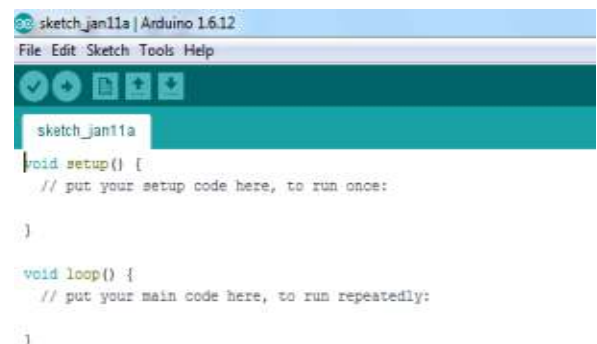 sketch_jan11a | Arduino 1.6.12
File Edit Sketch Tools Help
sketch_jan11a
void setup() {
// put your setup code here, to run once:
}
void loop() {
// put your main code here, to run repeatedly:
}